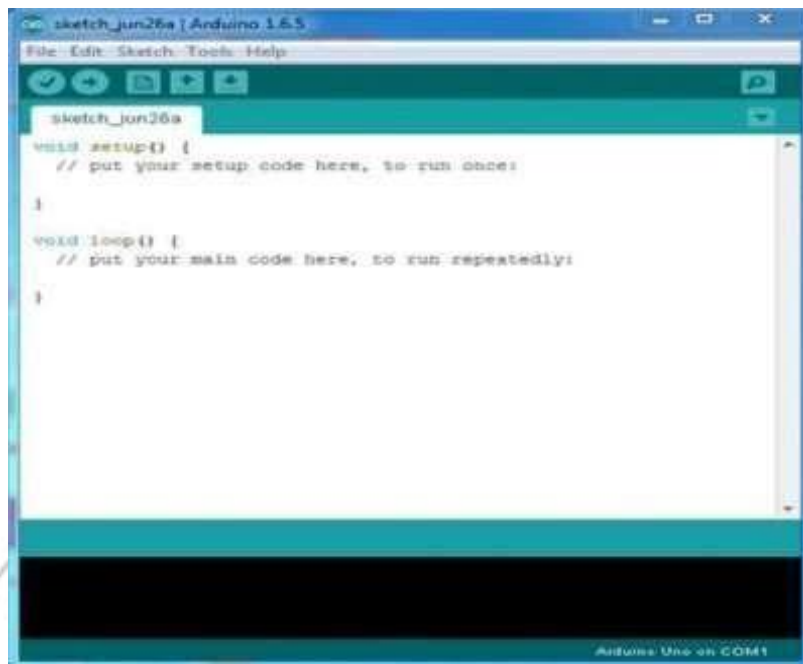 sketch_jun26a | Arduino 1.6.5
File Edit Sketch Tools Help
sketch_jun26a
void setup() {
// put your setup code here, to run once:
}
void loop() {
// put your main code here, to run repeatedly:
}
Arduino Uno on COM1